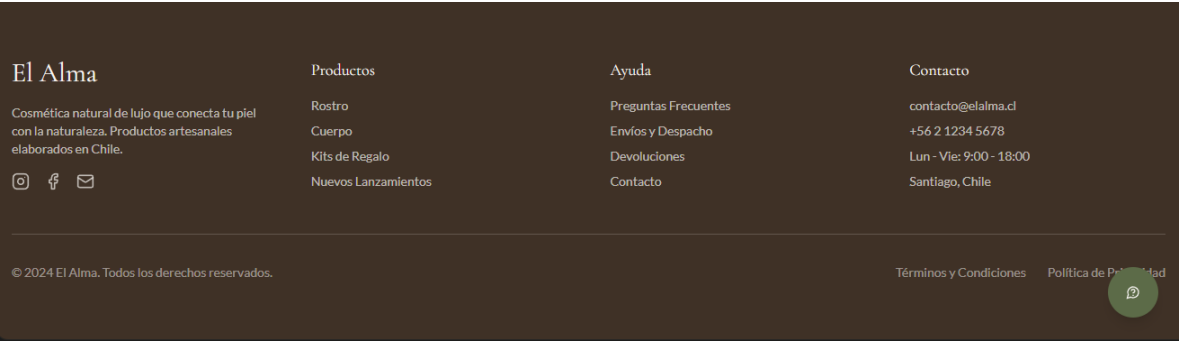 El Alma
Cosmética natural de lujo que conecta tu piel
con la naturaleza. Productos artesanales
elaborados en Chile.
Productos
Rostro
Cuerpo
Kits de Regalo
Nuevos Lanzamientos
Ayuda
Preguntas Frecuentes
Envíos y Despacho
Devoluciones
Contacto
Contacto
contacto@elalma.cl
+56 2 1234 5678
Lun - Vie: 9:00 - 18:00
Santiago, Chile
© 2024 El Alma. Todos los derechos reservados.
Términos y Condiciones
Política de